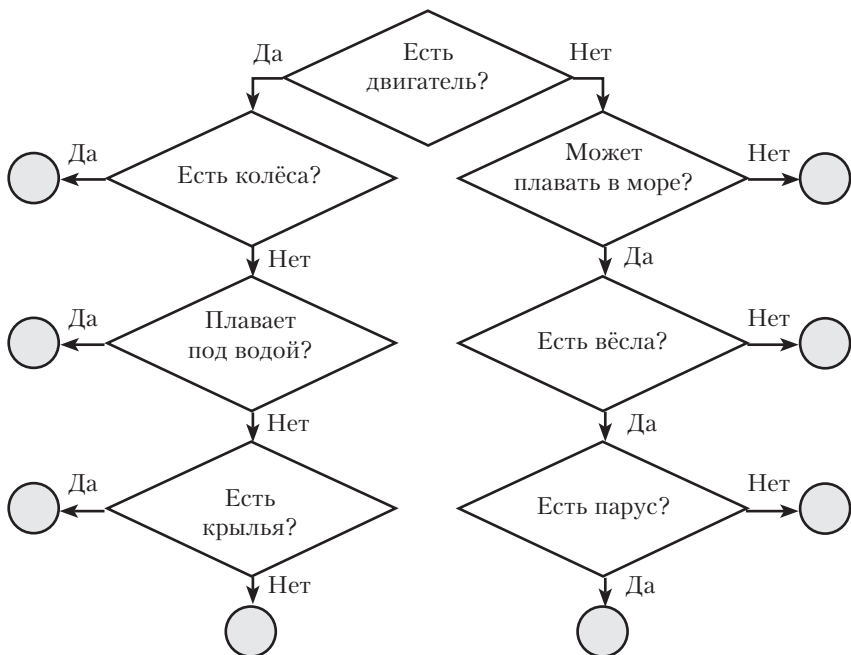 Да
Есть
двигатель?
Нет
Да
Есть колёса?
Может
плавать в море?
Нет
Нет
Да
Да
Плавает
под водой?
Есть вёсла?
Нет
Нет
Да
Да
Есть
крылья?
Есть парус?
Нет
Нет
Да